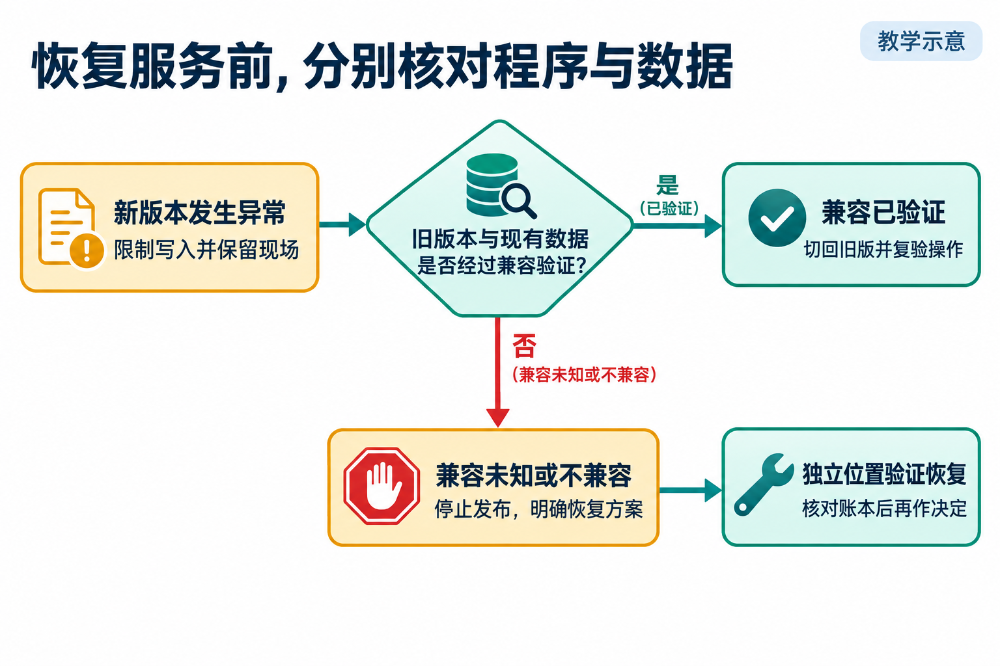 恢复服务前,分别核对程序与数据
教学示意
新版本发生异常
限制写入并保留现场
旧版本与现有数据
是否经过兼容验证?
是
(已验证)
兼容已验证
切回旧版并复验操作
否
(兼容未知或不兼容)
兼容未知或不兼容
停止发布，明确恢复方案
独立位置验证恢复
核对账本后再作决定